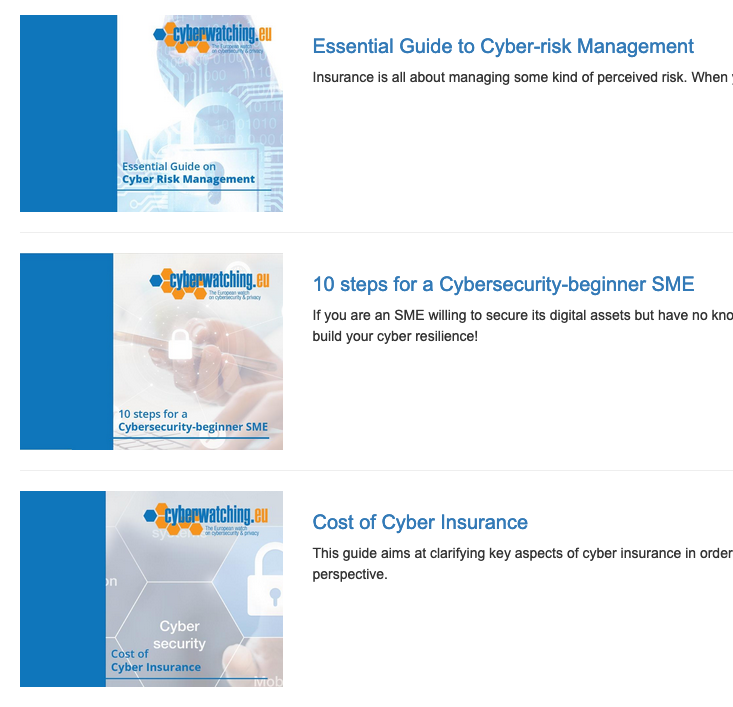 cyberwatching.eu
The European watch
on cybersecurity & privacy
Essential Guide on
Cyber Risk Management
Essential Guide to Cyber-risk Management
Insurance is all about managing some kind of perceived risk. When
cyberwatching.eu
The European watch
on cybersecurity & privacy
10 steps for a
Cybersecurity-beginner SME
10 steps for a Cybersecurity-beginner SME
If you are an SME willing to secure its digital assets but have no kno
build your cyber resilience!
cyberwatching.eu
The European watch
on cybersecurity & privacy
on
Cyber
security
Cost of
Cyber Insurance
Mob
Cost of Cyber Insurance
This guide aims at clarifying key aspects of cyber insurance in order
perspective.